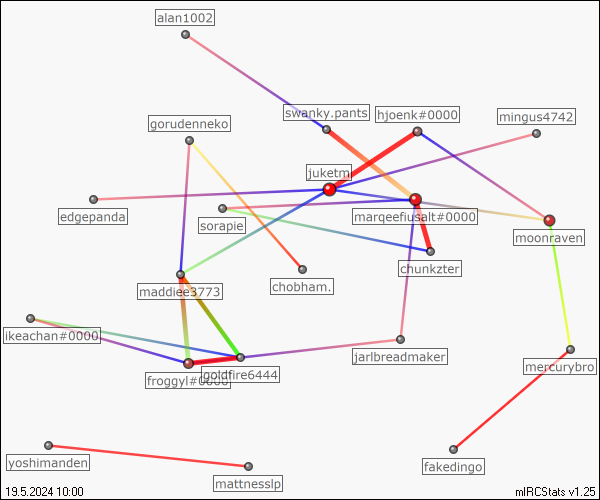 alan1002
swanky.pants
hjoenk#0000
mingus4742
gorudenneko
juketm
edgepanda
sorapie
marqeefiusalt#0000
moonraven
chunkzter
maddiee3773
chobham.
ikeachan#0000
jarlbreadmaker
mercurybro
froggyl#0000
goldfire6444
yoshimanden
mattnesslp
fakedingo
19.5.2024 10:00
mIRCStats v1.25